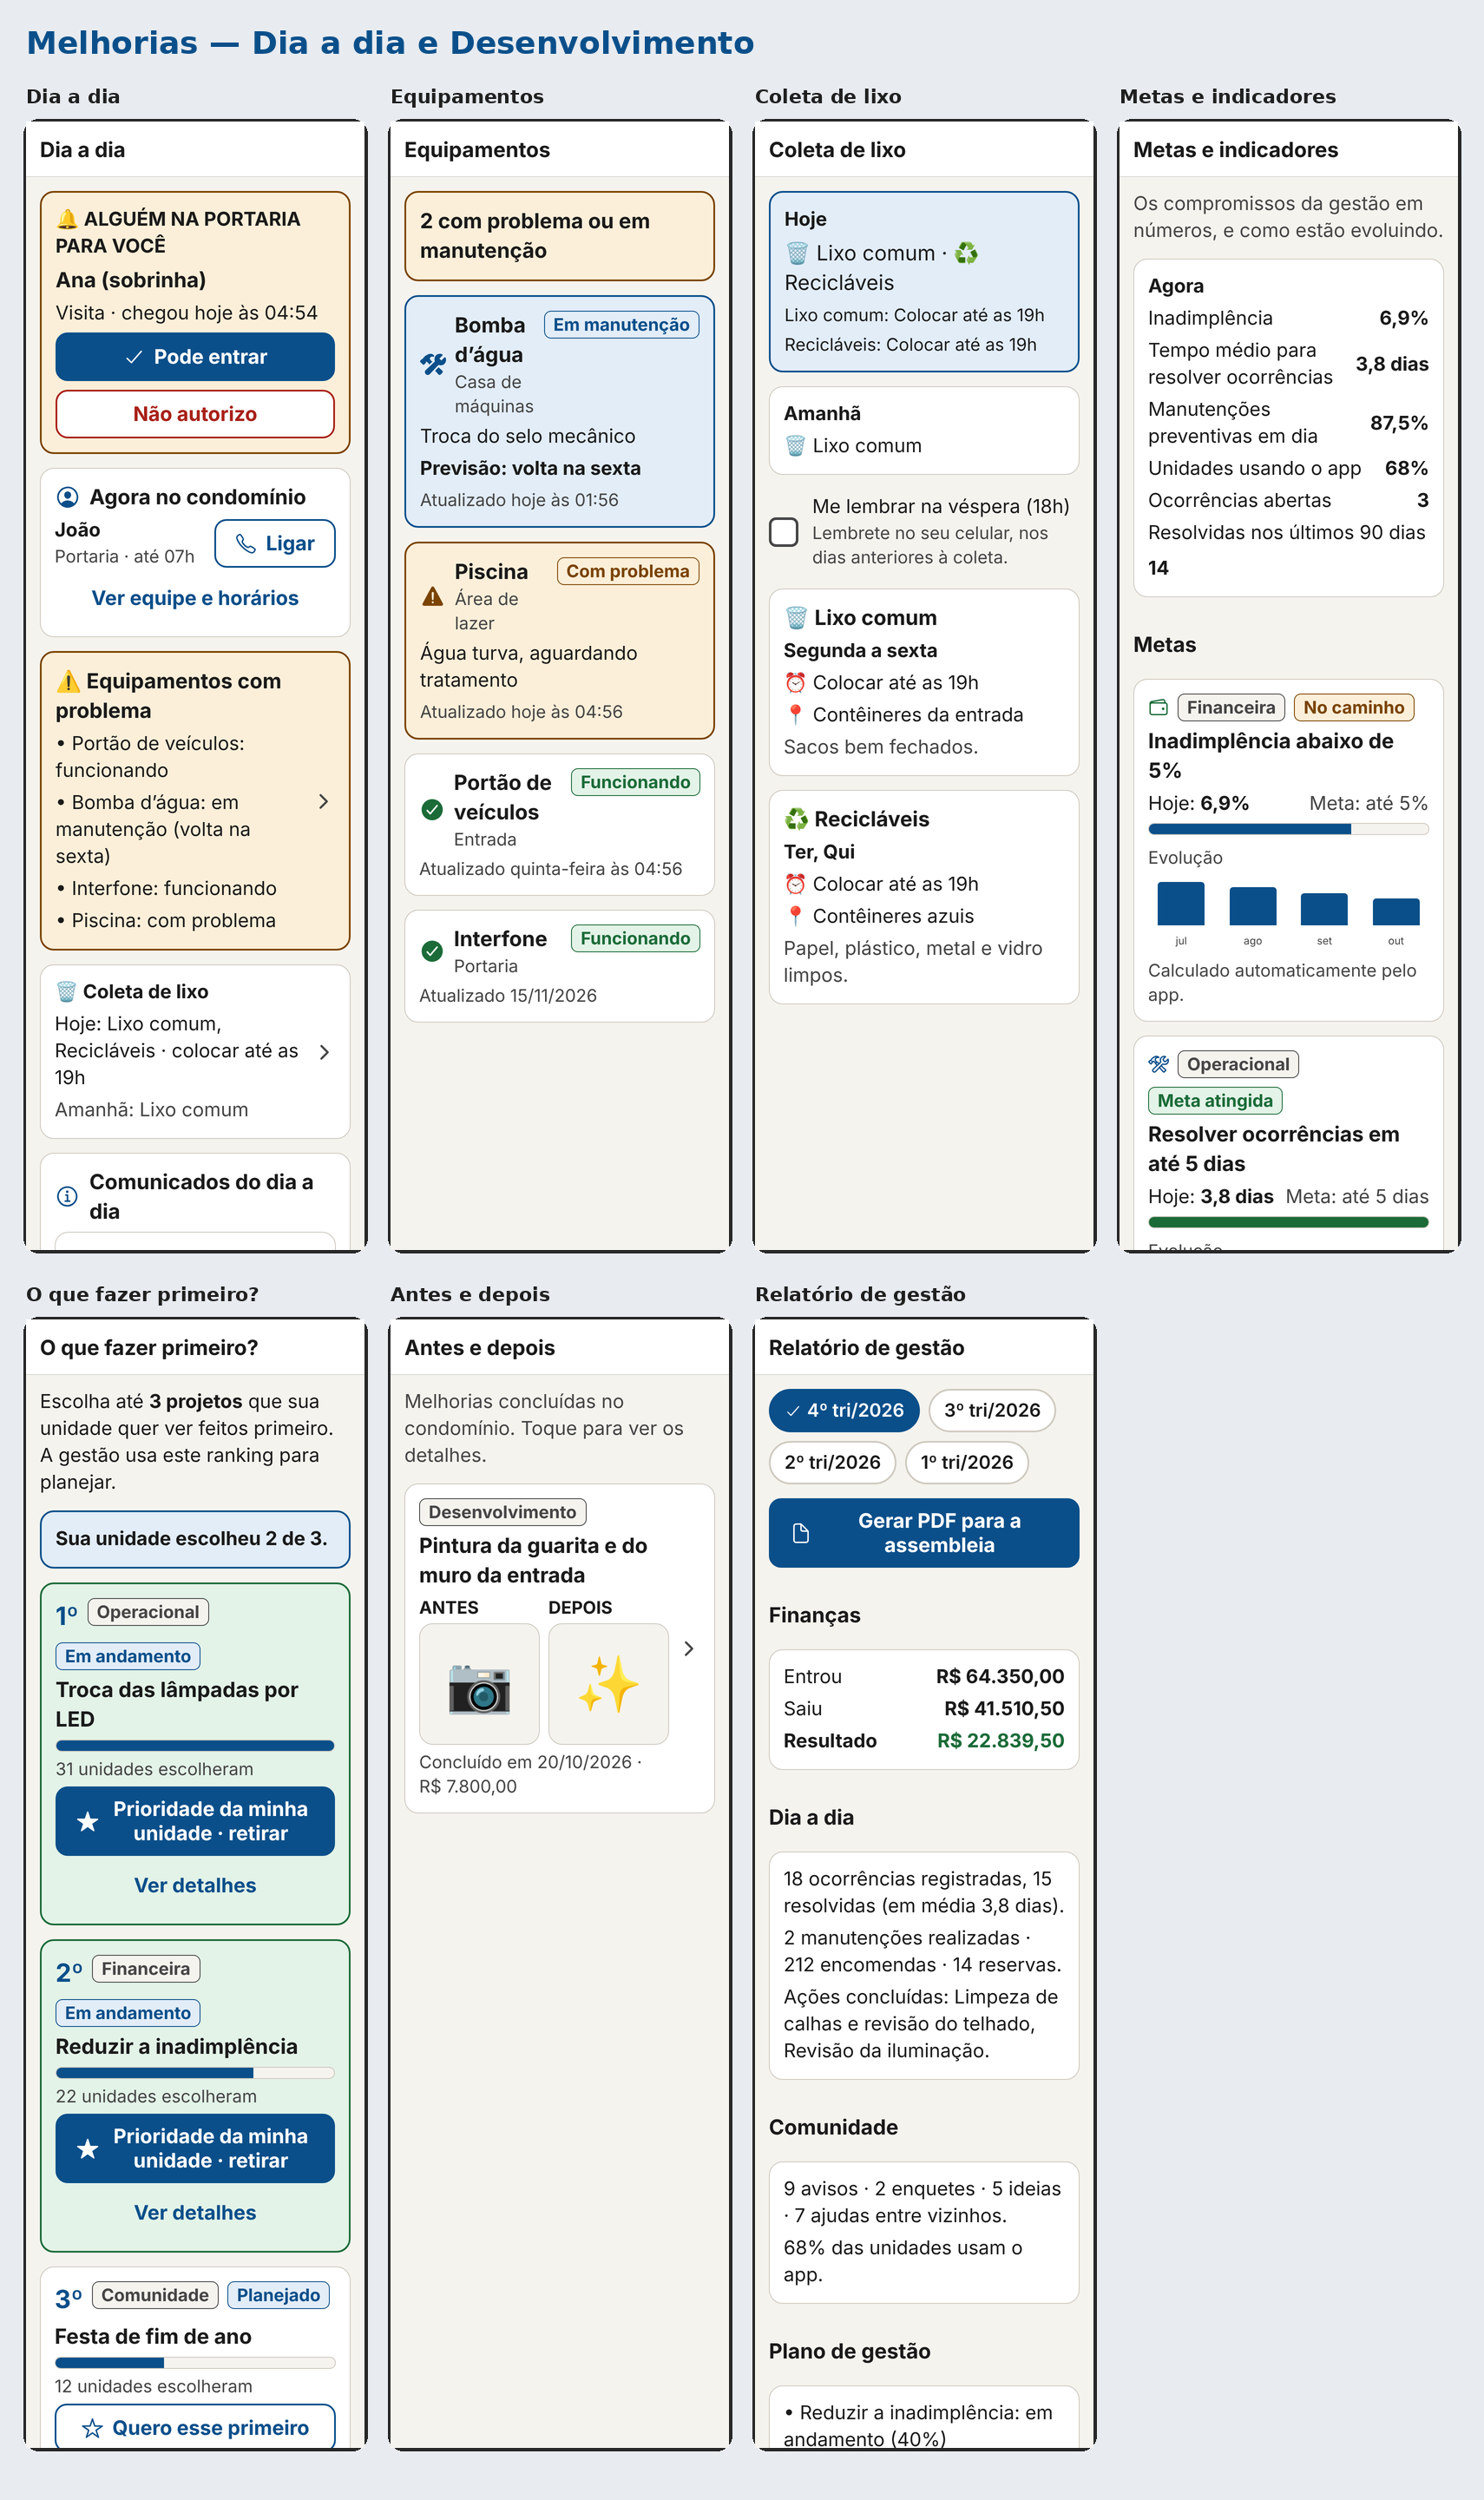 Melhorias — Dia a dia e Desenvolvimento
Dia a dia
Dia a dia
🔔 ALGUÉM NA PORTARIA
PARA VOCÊ
Ana (sobrinha)
Visita · chegou hoje às 04:54
Pode entrar
Não autorizo
Agora no condomínio
João
Portaria · até 07h
Ligar
Ver equipe e horários
⚠️ Equipamentos com
problema
• Portão de veículos:
funcionando
• Bomba d’água: em
manutenção (volta na
sexta)
• Interfone: funcionando
• Piscina: com problema
🗑️ Coleta de lixo
Hoje: Lixo comum,
Recicláveis · colocar até as
19h
Amanhã: Lixo comum
Comunicados do dia a
dia
Equipamentos
Equipamentos
2 com problema ou em
manutenção
Bomba
d’água
Em manutenção
Casa de
máquinas
Troca do selo mecânico
Previsão: volta na sexta
Atualizado hoje às 01:56
Piscina
Com problema
Área de
lazer
Água turva, aguardando
tratamento
Atualizado hoje às 04:56
Portão de
veículos
Funcionando
Entrada
Atualizado quinta-feira às 04:56
Interfone
Funcionando
Portaria
Atualizado 15/11/2026
Coleta de lixo
Coleta de lixo
Hoje
🗑️ Lixo comum · ♻️
Recicláveis
Lixo comum: Colocar até as 19h
Recicláveis: Colocar até as 19h
Amanhã
🗑️ Lixo comum
Me lembrar na véspera (18h)
Lembrete no seu celular, nos
dias anteriores à coleta.
🗑️ Lixo comum
Segunda a sexta
⏰ Colocar até as 19h
📍 Contêineres da entrada
Sacos bem fechados.
♻️ Recicláveis
Ter, Qui
⏰ Colocar até as 19h
📍 Contêineres azuis
Papel, plástico, metal e vidro
limpos.
Metas e indicadores
Metas e indicadores
Os compromissos da gestão em
números, e como estão evoluindo.
Agora
Inadimplência 6,9%
Tempo médio para
resolver ocorrências 3,8 dias
Manutenções
preventivas em dia 87,5%
Unidades usando o app 68%
Ocorrências abertas 3
Resolvidas nos últimos 90 dias
14
Metas
Financeira No caminho
Inadimplência abaixo de
5%
Hoje: 6,9% Meta: até 5%
Evolução
jul ago set out
Calculado automaticamente pelo
app.
Operacional
Meta atingida
Resolver ocorrências em
até 5 dias
Hoje: 3,8 dias Meta: até 5 dias
Evolução
O que fazer primeiro?
O que fazer primeiro?
Escolha até 3 projetos que sua
unidade quer ver feitos primeiro.
A gestão usa este ranking para
planejar.
Sua unidade escolheu 2 de 3.
1º Operacional
Em andamento
Troca das lâmpadas por
LED
31 unidades escolheram
Prioridade da minha
unidade · retirar
Ver detalhes
2º Financeira
Em andamento
Reduzir a inadimplência
22 unidades escolheram
Prioridade da minha
unidade · retirar
Ver detalhes
3º Comunidade Planejado
Festa de fim de ano
12 unidades escolheram
Quero esse primeiro
Antes e depois
Antes e depois
Melhorias concluídas no
condomínio. Toque para ver os
detalhes.
Desenvolvimento
Pintura da guarita e do
muro da entrada
ANTES DEPOIS
Concluído em 20/10/2026 ·
R$ 7.800,00
Relatório de gestão
Relatório de gestão
4º tri/2026 3º tri/2026
2º tri/2026 1º tri/2026
Gerar PDF para a
assembleia
Finanças
Entrou R$ 64.350,00
Saiu R$ 41.510,50
Resultado R$ 22.839,50
Dia a dia
18 ocorrências registradas, 15
resolvidas (em média 3,8 dias).
2 manutenções realizadas ·
212 encomendas · 14 reservas.
Ações concluídas: Limpeza de
calhas e revisão do telhado,
Revisão da iluminação.
Comunidade
9 avisos · 2 enquetes · 5 ideias
· 7 ajudas entre vizinhos.
68% das unidades usam o
app.
Plano de gestão
• Reduzir a inadimplência: em
andamento (40%)